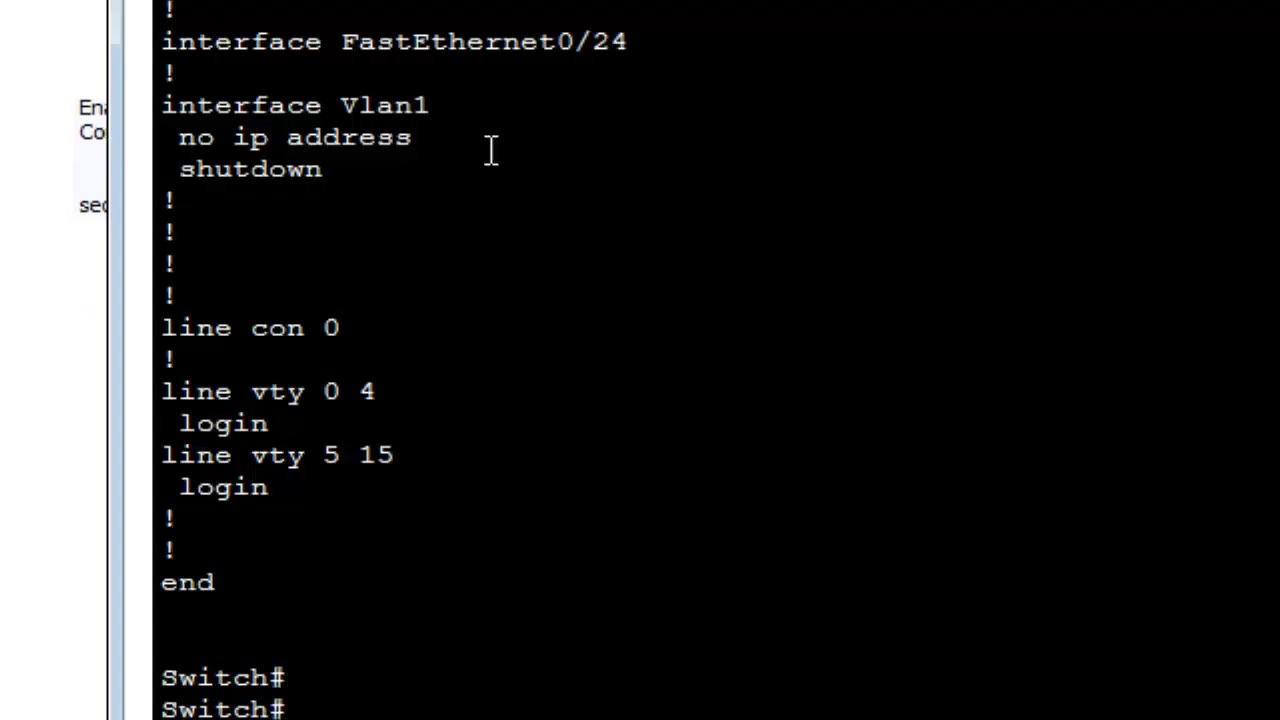 !
interface FastEthernet0/24
!
interface Vlan1
no ip address
shutdown
!
!
!
!
line con 0
!
line vty 0 4
login
line vty 5 15
login
!
!
end
Switch#
Switch#